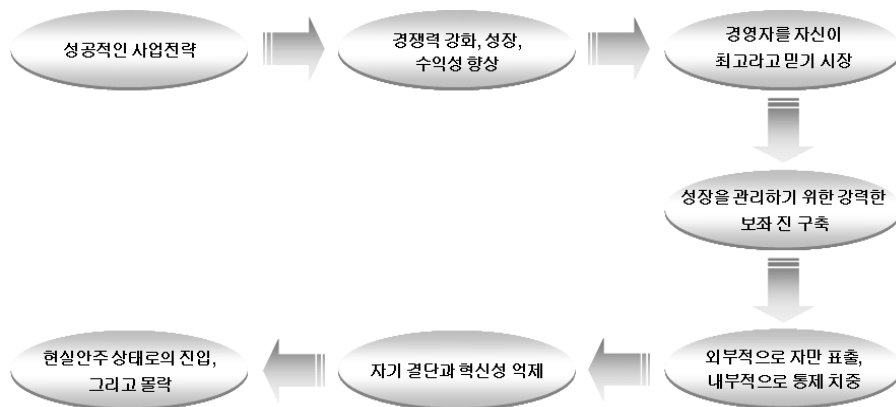 성공적인 사업전략
경쟁력 강화, 성장,
수익성 향상
경영자를 자신이
최고라고 믿기 시장
성장을 관리하기 위한 강력한
보좌 진 구축
외부적으로 자만 표출,
내부적으로 통제 치중
자기 결단과 혁신성 억제
현실안주 상태로의 진입,
그리고 몰락